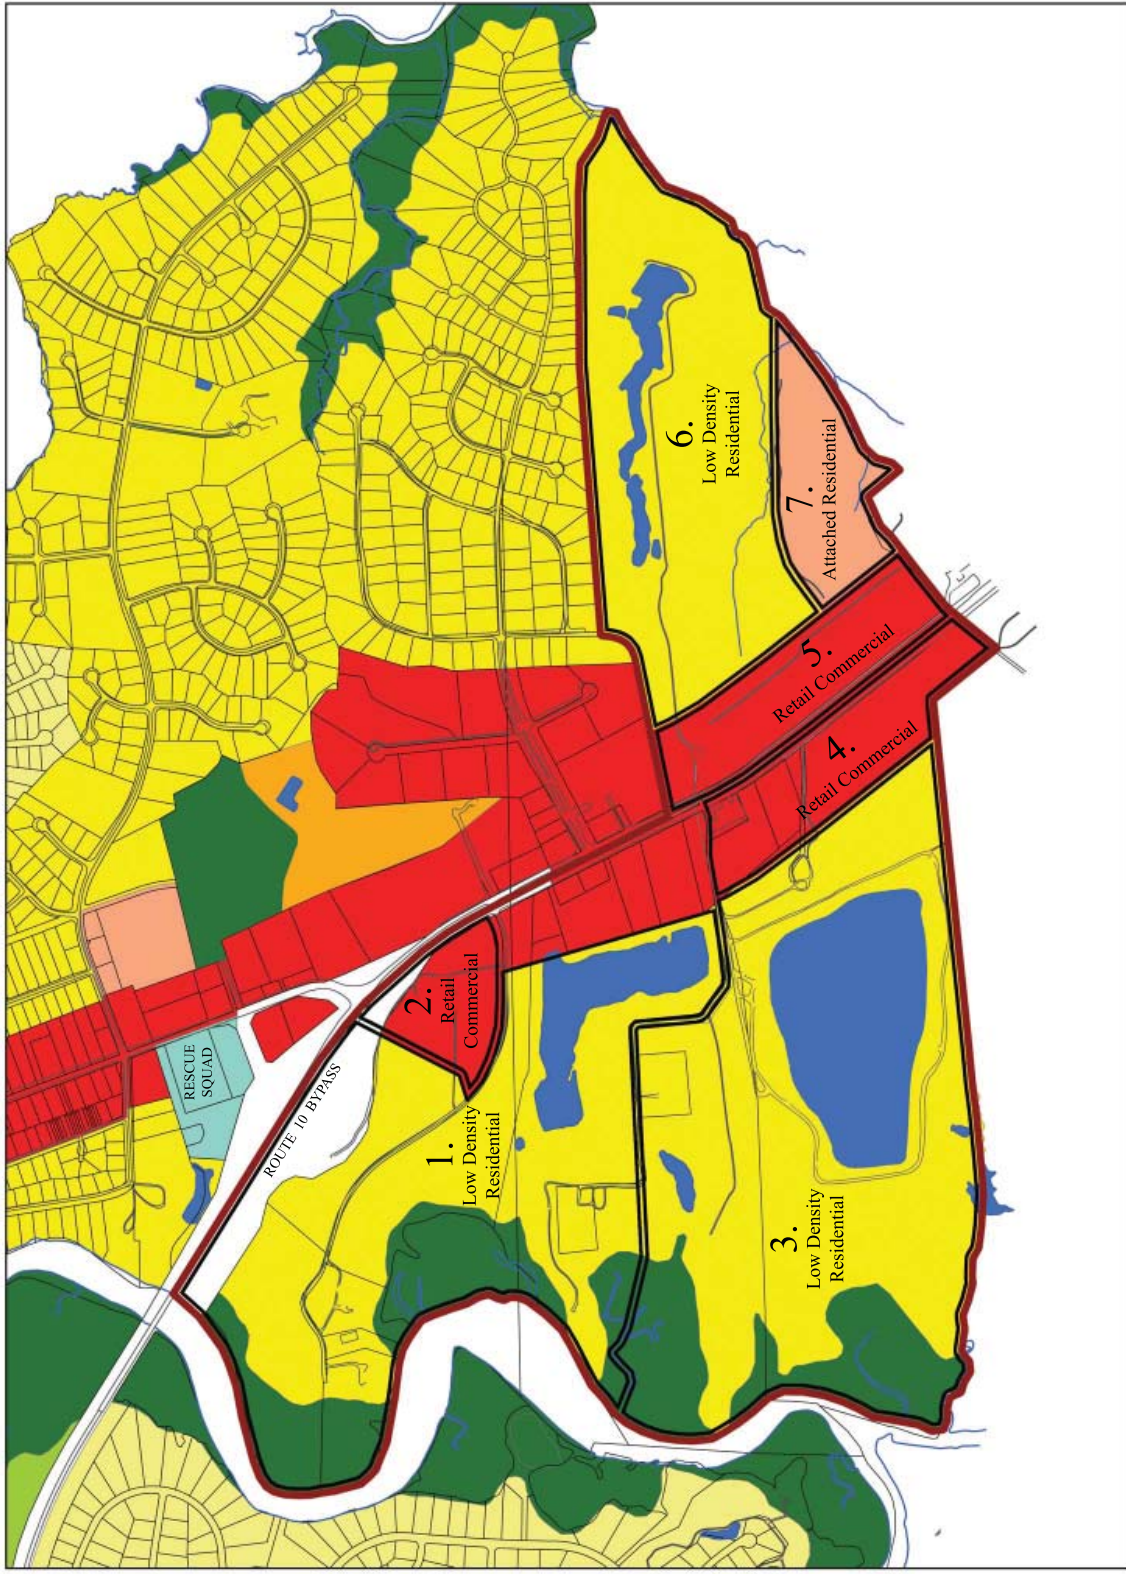 RESCUE
SQUAD
ROUTE 10 BYPASS
1.
Low Density
Residential
2.
Retail
Commercial
3.
Low Density
Residential
4.
Retail Commercial
5.
Retail Commercial
6.
Low Density
Residential
7.
Attached Residential